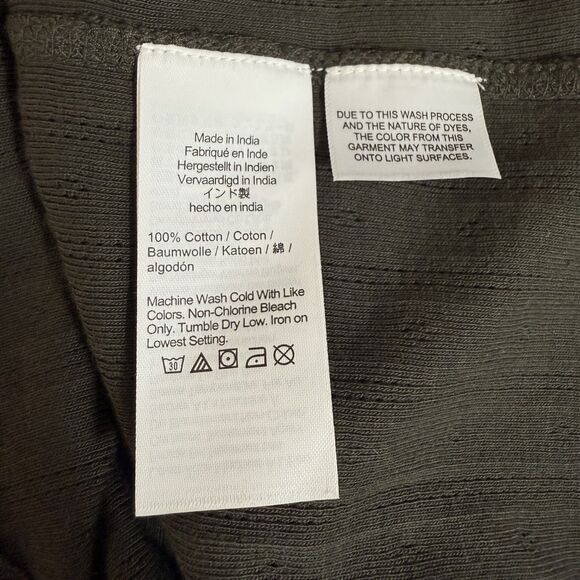 Made in India
Fabriqué en Inde
Hergestellt in Indien
Vervaardigd in India
インド製
hecho en india
100% Cotton / Coton /
Baumwolle / Katoen / 綿 /
algodón
Machine Wash Cold With Like
Colors. Non-Chlorine Bleach
Only. Tumble Dry Low. Iron on
Lowest Setting.
30
DUE TO THIS WASH PROCESS
AND THE NATURE OF DYES,
THE COLOR FROM THIS
GARMENT MAY TRANSFER
ONTO LIGHT SURFACES.